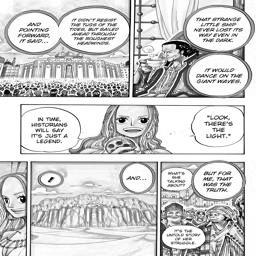 AND
POINTING
FORWARD,
IT SAID...
IT DIDN'T RESIST
THE TUGS OF THE
TIDES, BUT SAILED
AHEAD THROUGH
THE ROUGHEST
HEADWINDS.
THAT STRANGE
LITTLE SHIP
NEVER LOST ITS
WAY EVEN IN
THE DARK.
IT WOULD
DANCE ON THE
GIANT WAVES.
IN TIME,
HISTORIANS
WILL SAY
IT'S JUST A
LEGEND.
"LOOK,
THERE'S
THE
LIGHT."
AND...
WHAT'S
SHE
TALKING
ABOUT?
BUT FOR
ME, THAT
WAS THE
TRUTH.
IT'S THE
UNTOLD STORY
OF HER
STRUGGLE.